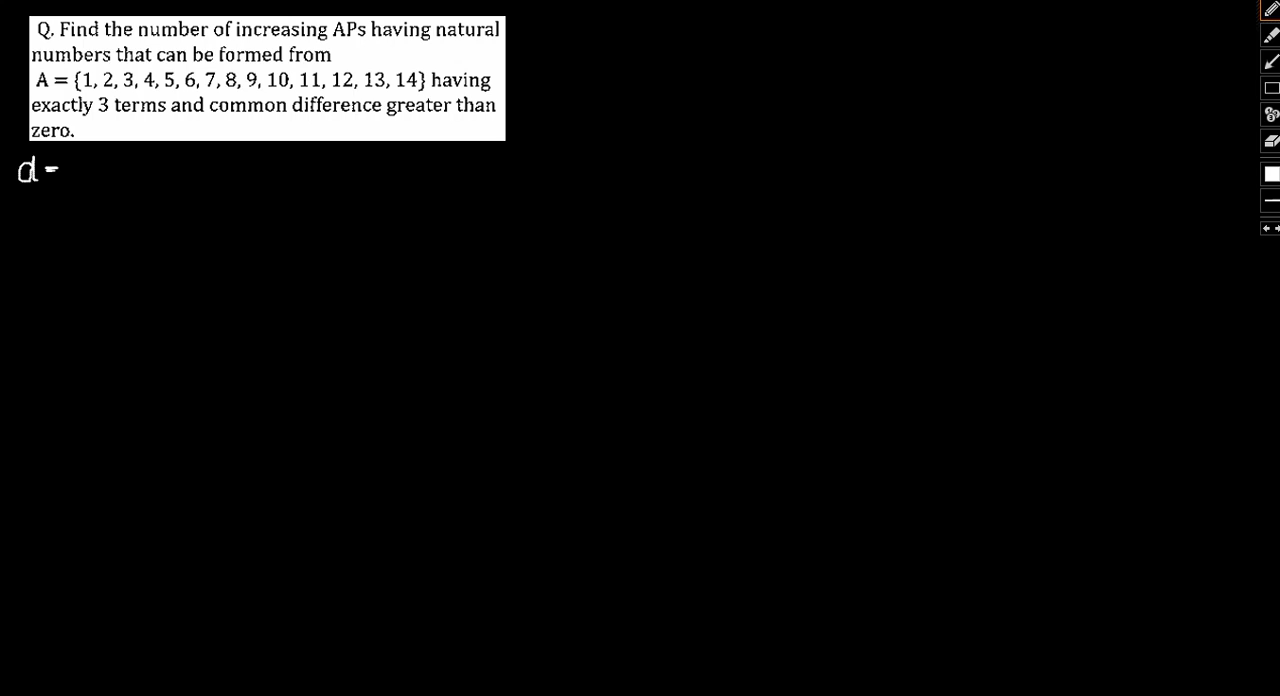 Q. Find the number of increasing APs having natural
numbers that can be formed from
A = {1, 2, 3, 4, 5, 6, 7, 8, 9, 10, 11, 12, 13, 14} having
exactly 3 terms and common difference greater than
zero.
d -